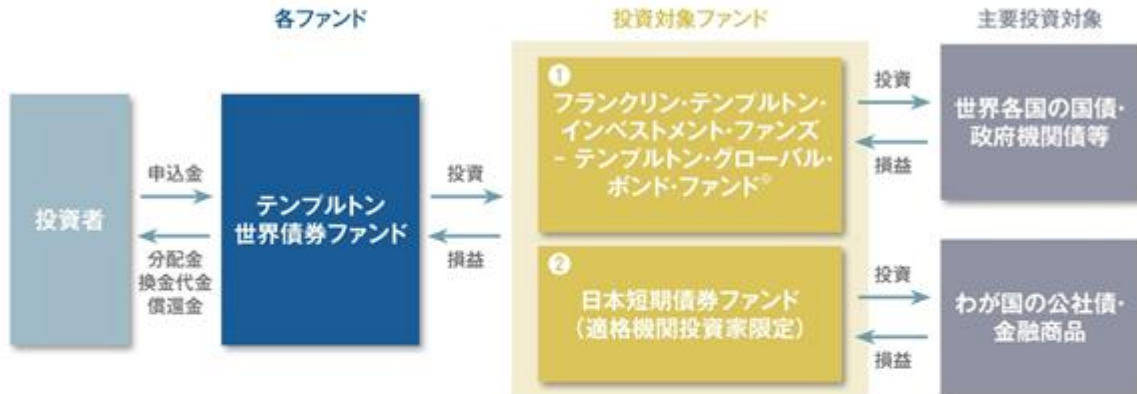 各ファンド
投資対象ファンド
主要投資対象
投資者
申込金
分配金
換金代金
償還金
テンプルトン
世界債券ファンド
投資
損益
①
フランクリン・テンプルトン・
インベストメント・ファンズ
– テンプルトン・グローバル・
ボンド・ファンド®
投資
損益
世界各国の国債・
政府機関債等
②
日本短期債券ファンド
（適格機関投資家限定）
投資
損益
わが国の公社債・
金融商品